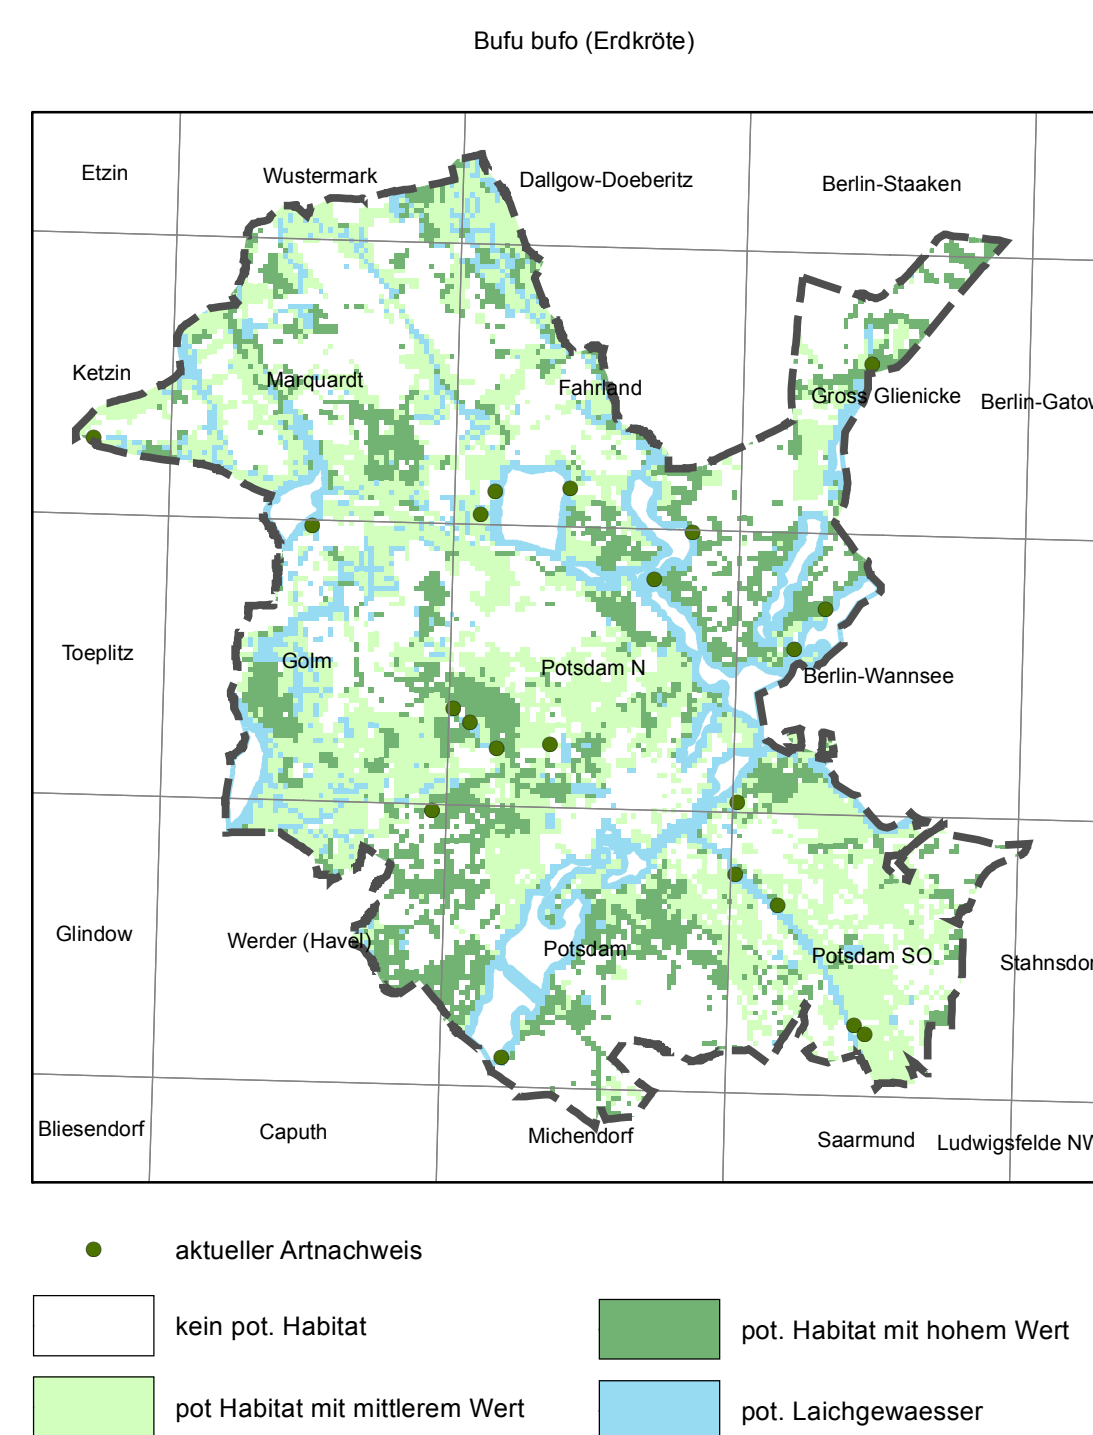 Bufu bufo (Erdkröte)
Etzin
Wustermark
Dallgow-Doeberitz
Berlin-Staaken
Ketzin
Marquardt
Fahrland
Gross Glienicke
Berlin-Gatow
Toeplitz
Golm
Potsdam N
Berlin-Wannsee
Glindow
Werder (Havel)
Potsdam
Potsdam SO
Stahnsdor
Bliesendorf
Caputh
Michendorf
Saarmund
Ludwigsfelde NW
aktueller Artnachweis
kein pot. Habitat
pot. Habitat mit hohem Wert
pot Habitat mit mittlerem Wert
pot. Laichgewaesser